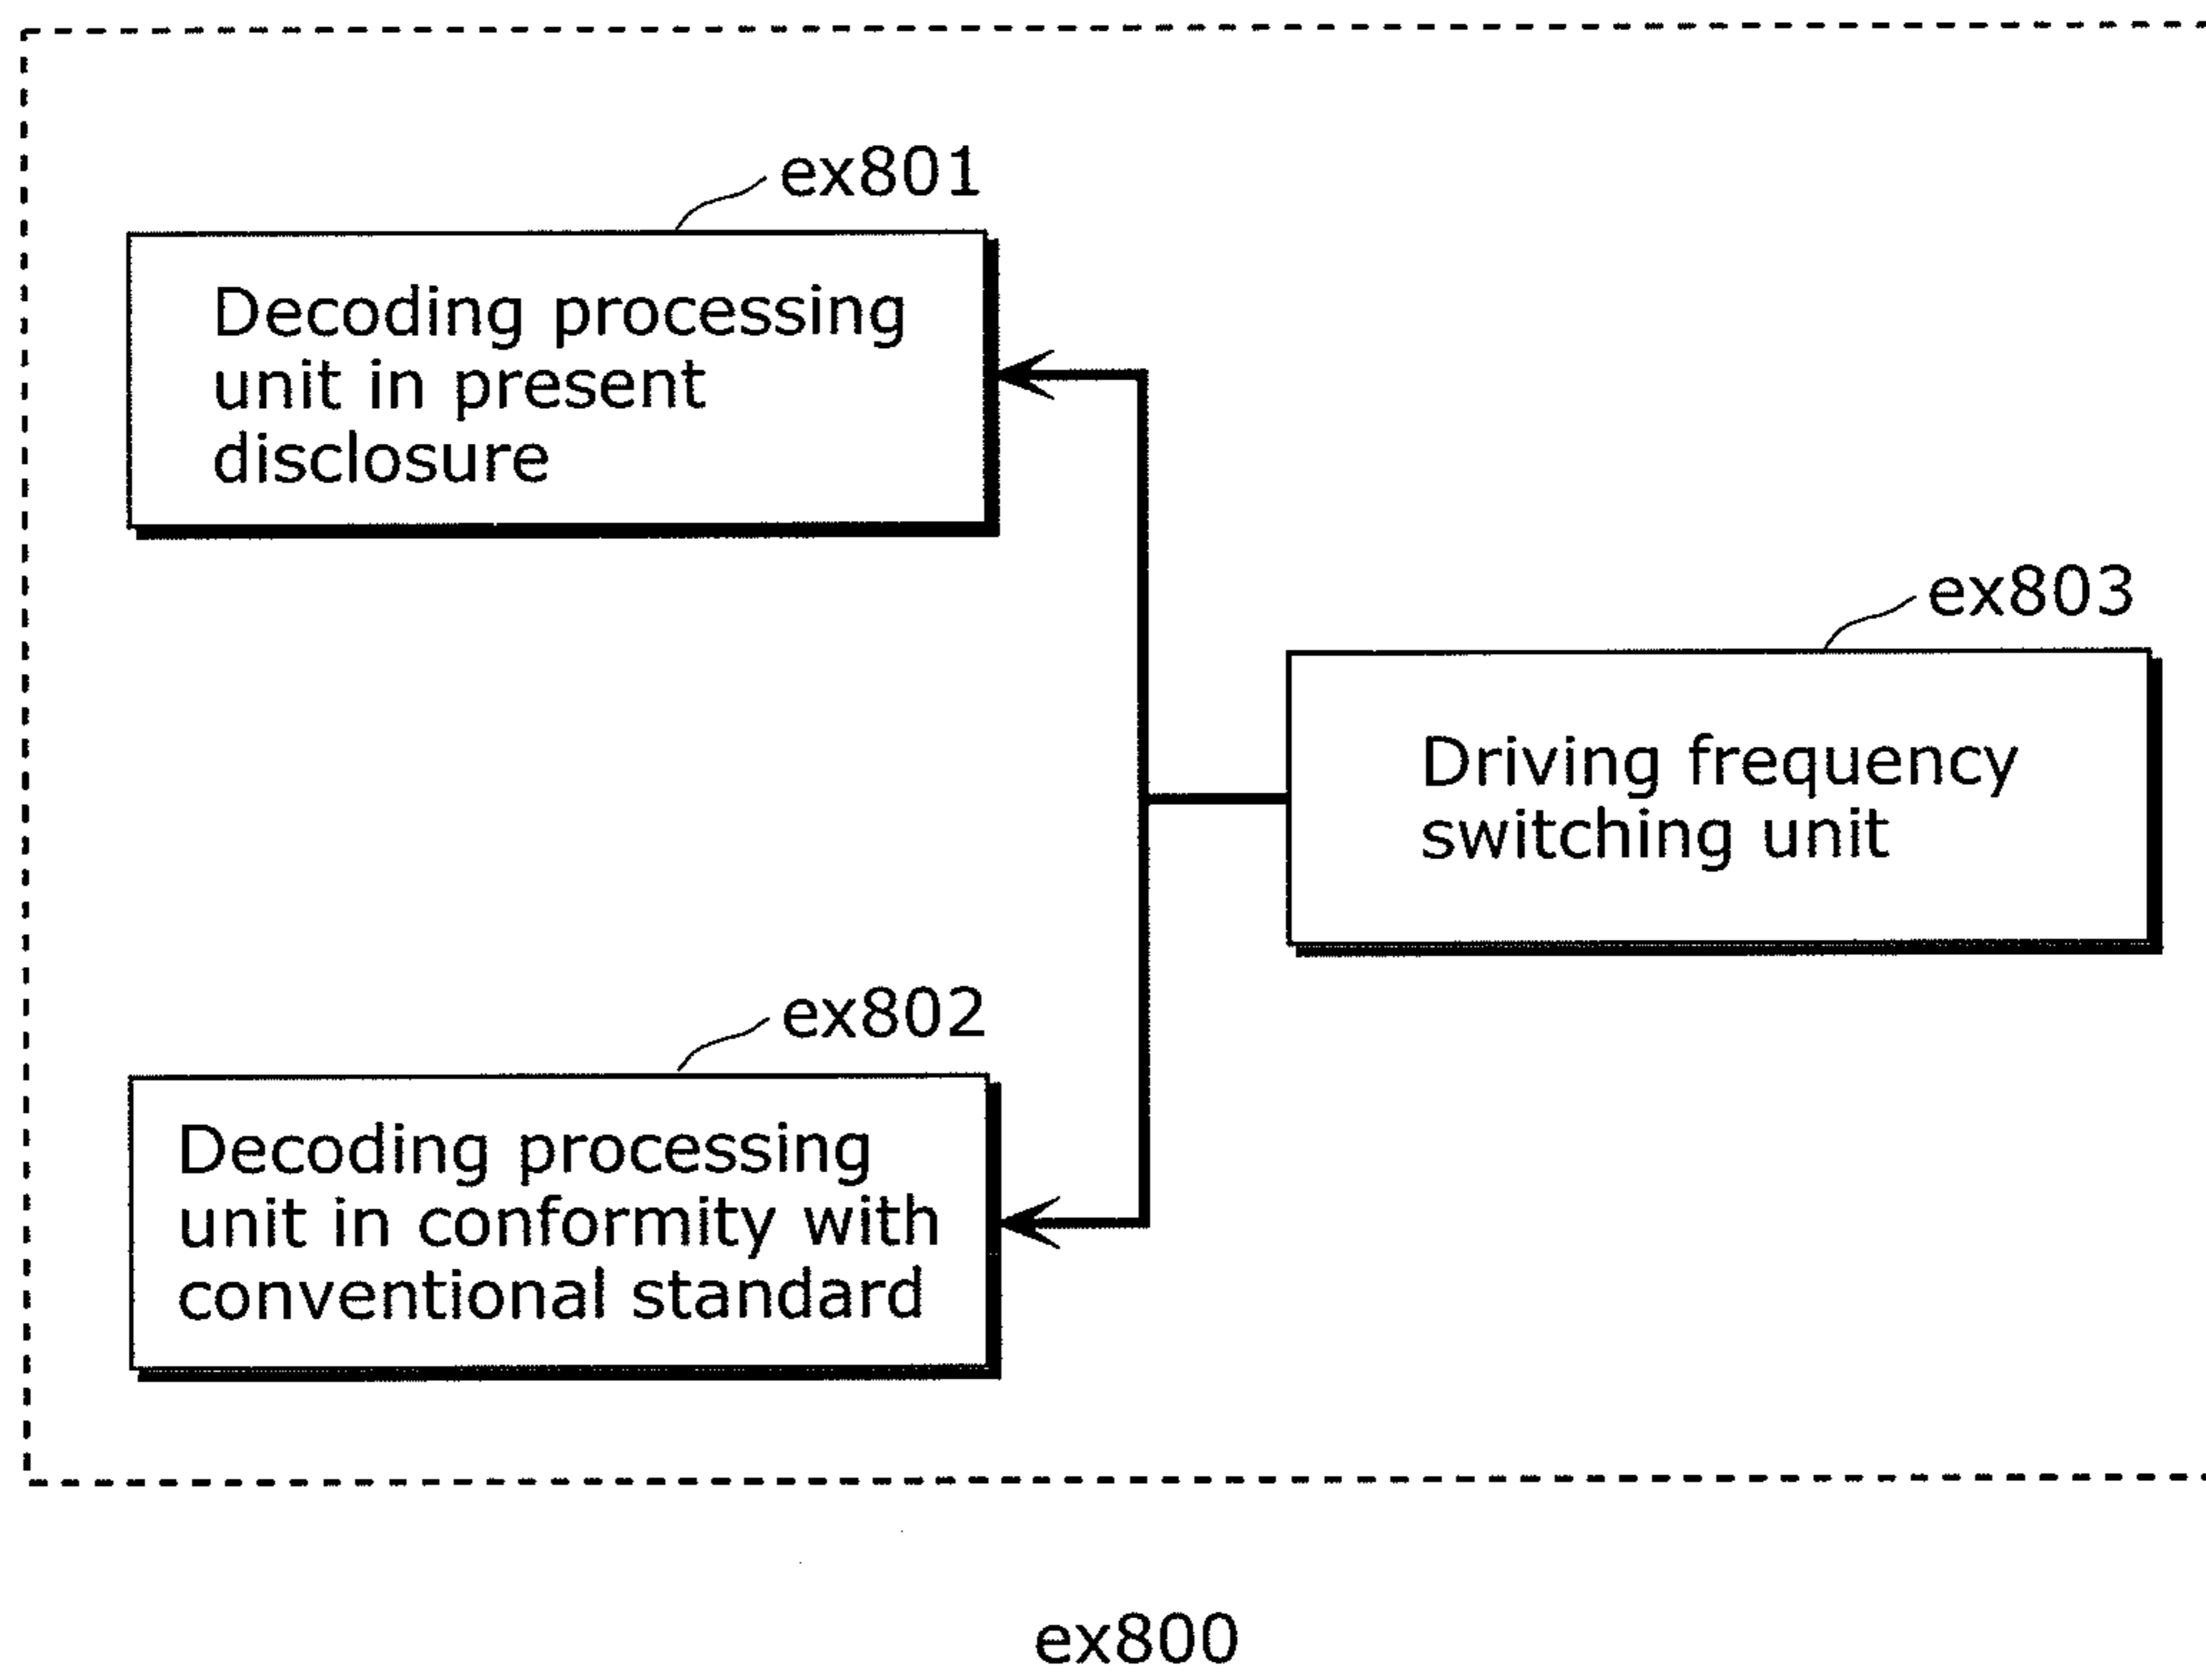 ex801
Decoding processing
unit in present
disclosure
ex803
Driving frequency
switching unit
ex802
Decoding processing
unit in conformity with
conventional standard
ex800